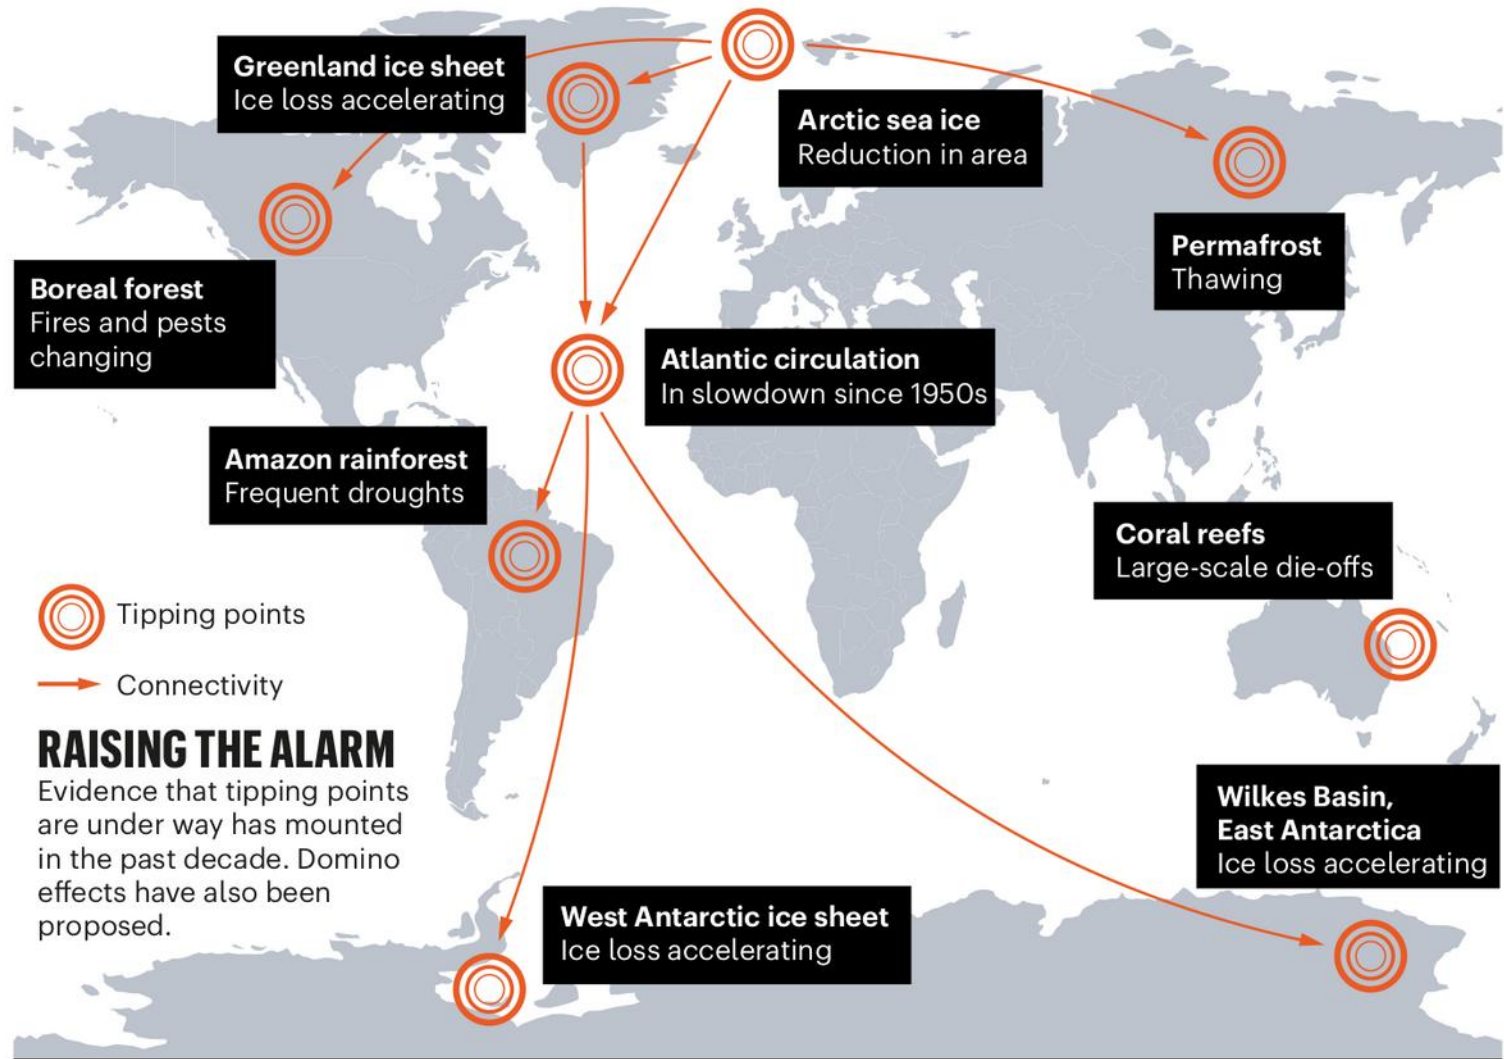 Greenland ice sheet
Ice loss accelerating
Arctic sea ice
Reduction in area
Permafrost
Thawing
Boreal forest
Fires and pests
changing
Atlantic circulation
In slowdown since 1950s
Amazon rainforest
Frequent droughts
Coral reefs
Large-scale die-offs
Tipping points
Connectivity
RAISING THE ALARM
Evidence that tipping points
are under way has mounted
in the past decade. Domino
effects have also been
proposed.
Wilkes Basin,
East Antarctica
Ice loss accelerating
West Antarctic ice sheet
Ice loss accelerating